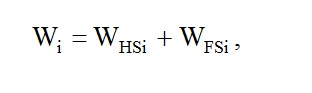 W_i = W_HSi + W_FSi ,